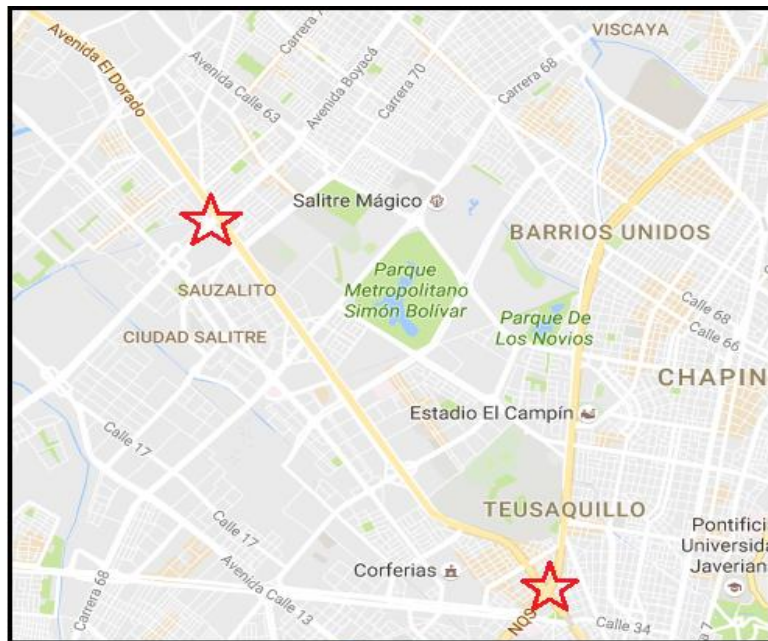 VISCAYA
Avenida El Dorado
Avenida Calle 63
Avenida Boyacá
Carrera 70
Carrera 68
Salitre Mágico
BARRIOS UNIDOS
Parque
Metropolitano
Simón Bolívar
SAUZALITO
CIUDAD SALITRE
Parque De
Los Novios
Calle 68
Calle 66
CHAPIN
Estadio El Campín
Calle 17
TEUSAQUILLO
Calle 17
Pontifici
Universida
Javerian
Corferias
Carrera 68
Avenida Calle 13
NQS
Calle 34
7